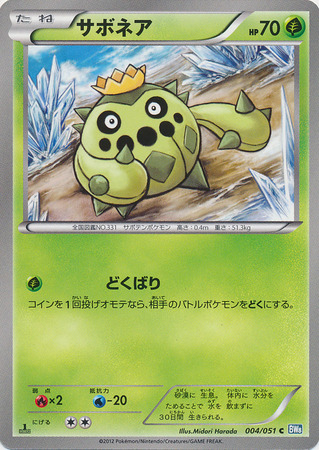 たね サボネア HP70
全国図鑑NO.331 サボテンポケモン 高さ：0.4m 重さ：51.3kg
どくばり
コインを1回投げオモテなら、相手のバトルポケモンをどくにする。
弱点 抵抗力
×2 -20
にげる
砂漠に 生息。 体内に 水分を
ためることで 水を 飲まずに
30日間 生きられる。
Illus.Midori Harada 004/051 C
©2012 Pokémon/Nintendo/Creatures/GAME FREAK.